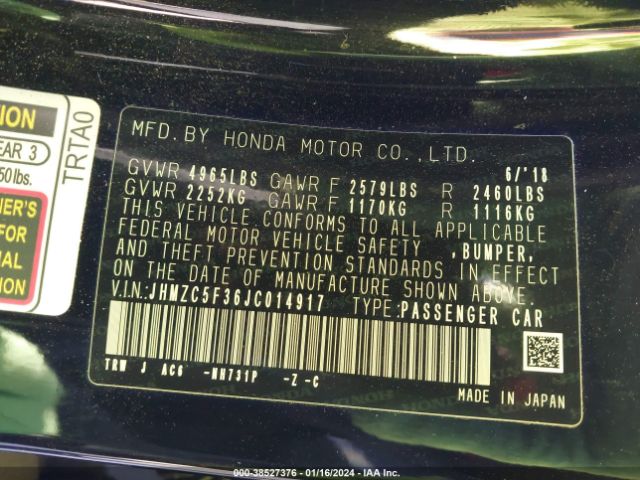 TION
EAR 3
50 lbs.
NER'S
FOR
NAL
ION
TRTA0
MFD.BY HONDA MOTOR CO.,LTD.
6/'18
GVWR 4965LBS GAWR F 2579LBS R 2460LBS
GVWR 2252KG GAWR F 1170KG R 1116KG
THIS VEHICLE CONFORMS TO ALL APPLICABLE
FEDERAL MOTOR VEHICLE SAFETY ,BUMPER,
AND THEFT PREVENTION STANDARDS IN EFFECT
ON THE DATE OF MANUFACTURE SHOWN ABOVE.
V.I.N.:JHMZC5F36JC014917 TYPE:PASSENGER CAR
TRW J AC6 -NH731P -Z -C
MADE IN JAPAN
000-38527376 - 01/16/2024 - IAA Inc.